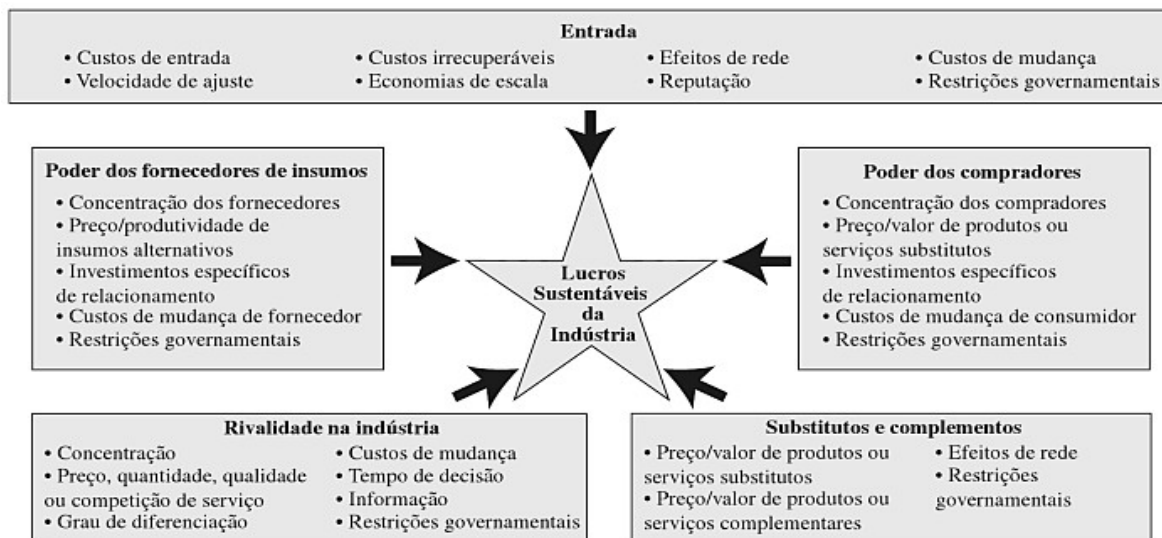 Entrada
• Custos de entrada
• Velocidade de ajuste
• Custos irrecuperáveis
• Economias de escala
• Efeitos de rede
• Reputação
• Custos de mudança
• Restrições governamentais
Poder dos fornecedores de insumos
• Concentração dos fornecedores
• Preço/produtividade de
insumos alternativos
• Investimentos específicos
de relacionamento
• Custos de mudança de fornecedor
• Restrições governamentais
Lucros
Sustentáveis
da
Indústria
Poder dos compradores
• Concentração dos compradores
• Preço/valor de produtos ou
serviços substitutos
• Investimentos específicos
de relacionamento
• Custos de mudança de consumidor
• Restrições governamentais
Rivalidade na indústria
• Concentração
• Preço, quantidade, qualidade
ou competição de serviço
• Grau de diferenciação
• Custos de mudança
• Tempo de decisão
• Informação
• Restrições governamentais
Substitutos e complementos
• Preço/valor de produtos ou
serviços substitutos
• Preço/valor de produtos ou
serviços complementares
• Efeitos de rede
• Restrições
governamentais